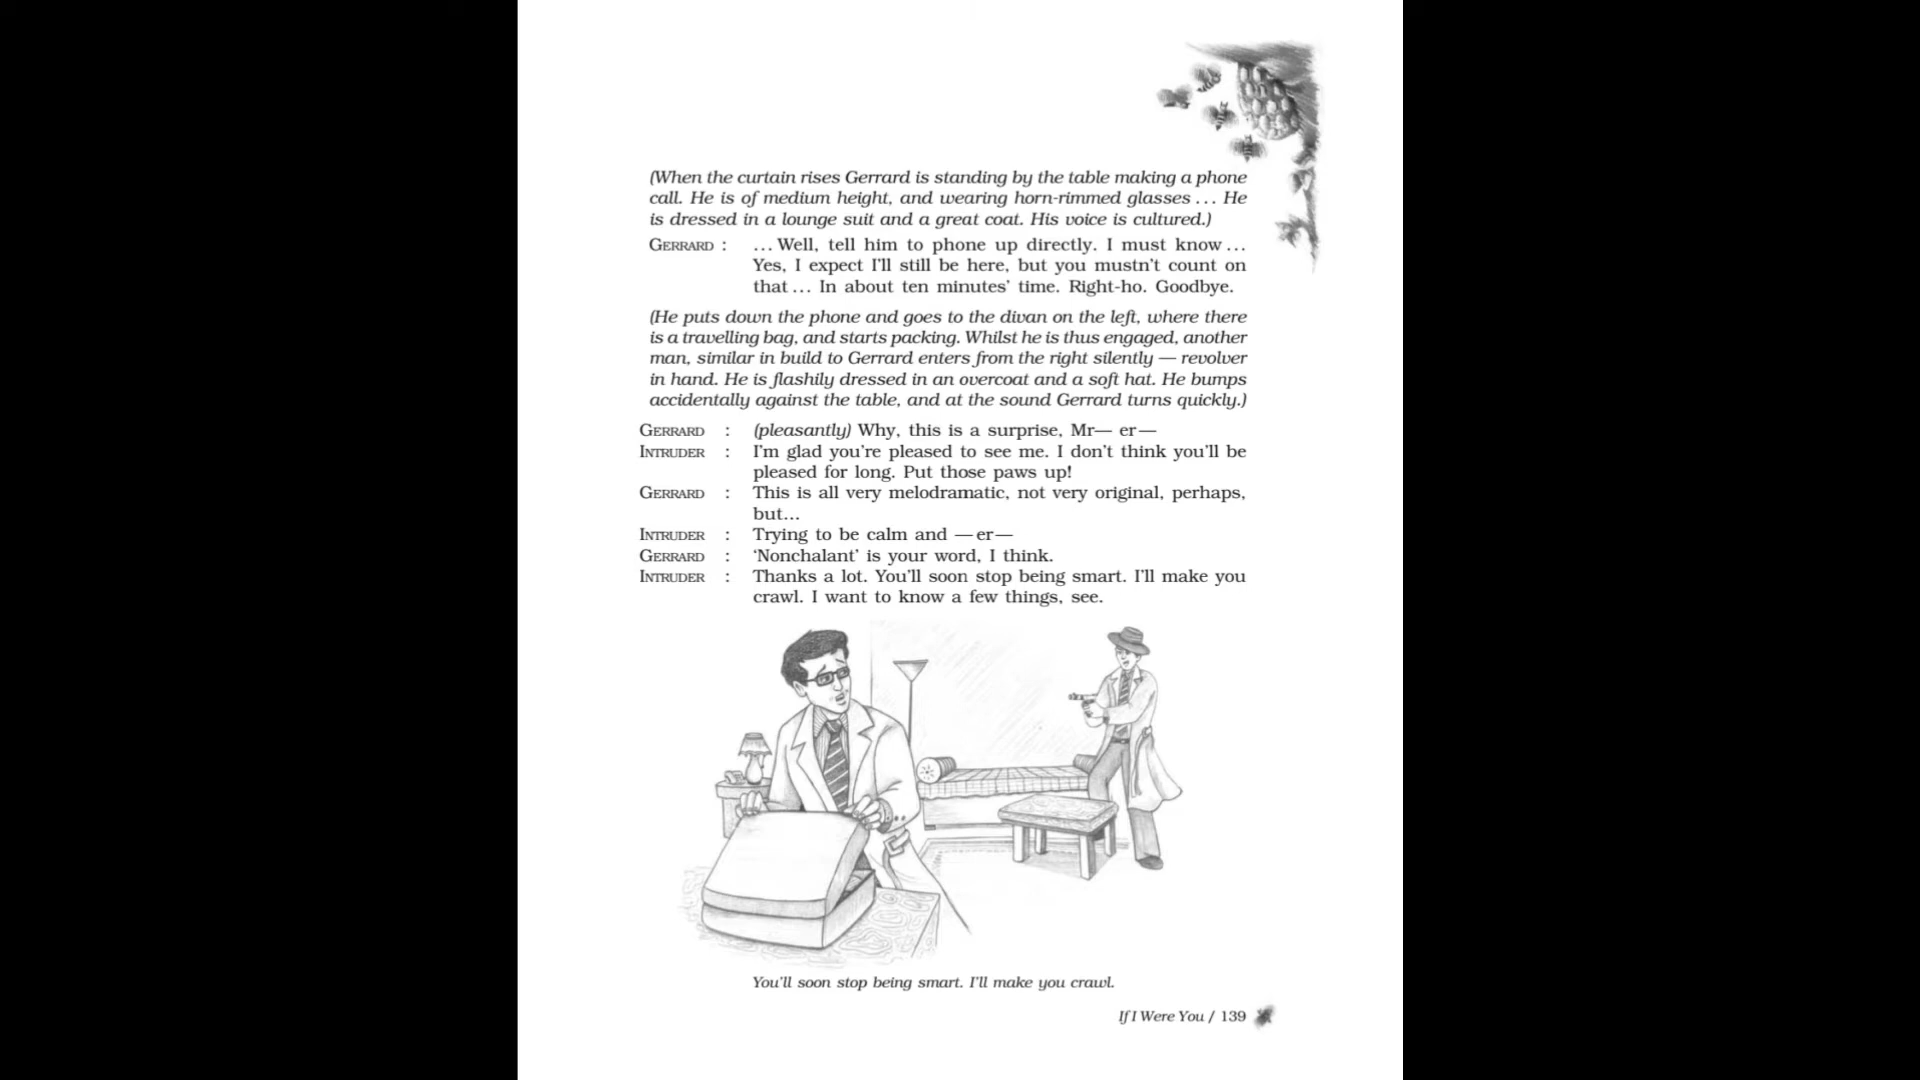 (When the curtain rises Gerrard is standing by the table making a phone
call. He is of medium height, and wearing horn-rimmed glasses ... He
is dressed in a lounge suit and a great coat. His voice is cultured.)
GERRARD : ... Well, tell him to phone up directly. I must know ...
Yes, I expect I'll still be here, but you mustn't count on
that ... In about ten minutes' time. Right-ho. Goodbye.
(He puts down the phone and goes to the divan on the left, where there
is a travelling bag, and starts packing. Whilst he is thus engaged, another
man, similar in build to Gerrard enters from the right silently — revolver
in hand. He is flashily dressed in an overcoat and a soft hat. He bumps
accidentally against the table, and at the sound Gerrard turns quickly.)
GERRARD : (pleasantly) Why, this is a surprise, Mr— er—
INTRUDER : I'm glad you're pleased to see me. I don't think you'll be
pleased for long. Put those paws up!
GERRARD : This is all very melodramatic, not very original, perhaps,
but...
INTRUDER : Trying to be calm and —er—
GERRARD : 'Nonchalant' is your word, I think.
INTRUDER : Thanks a lot. You'll soon stop being smart. I'll make you
crawl. I want to know a few things, see.
You'll soon stop being smart. I'll make you crawl.
If I Were You / 139